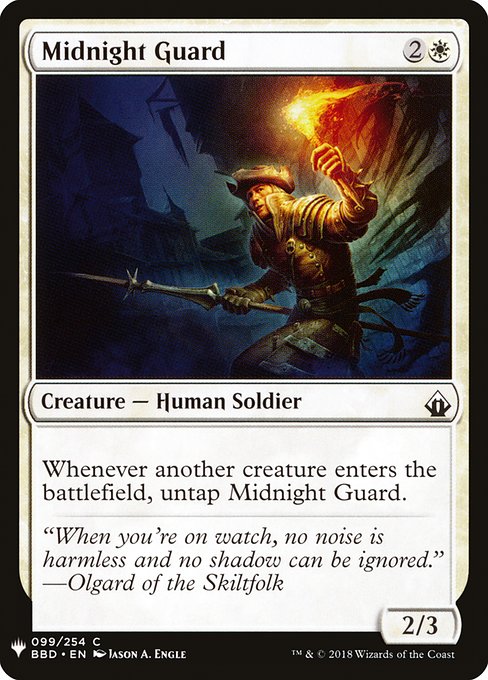 Midnight Guard 2
Creature — Human Soldier
Whenever another creature enters the
battlefield, untap Midnight Guard.
“When you’re on watch, no noise is
harmless and no shadow can be ignored.”
—Olgard of the Skiltfolk
2/3
099/254 C
BBD • EN Jason A. Engle
™ & © 2018 Wizards of the Coast